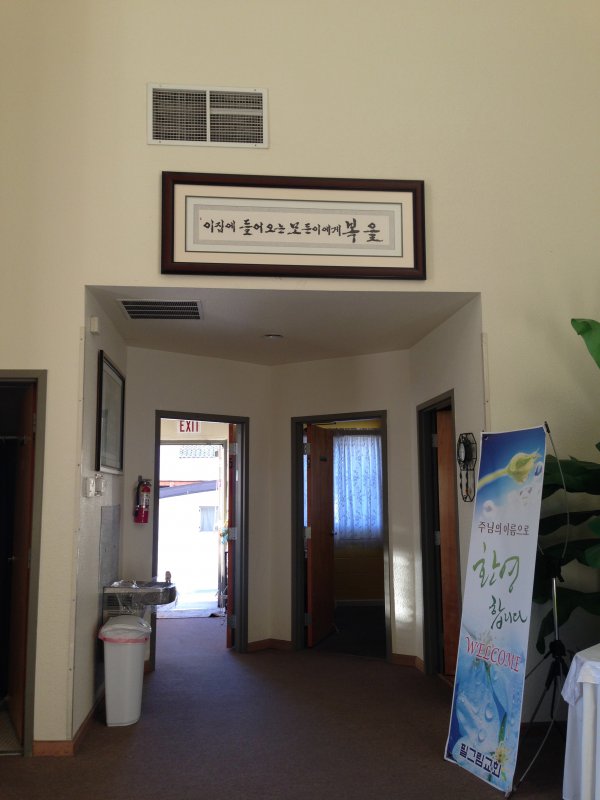 이집에 들어오는 모든이에게 복을
EXIT
주님의 이름으로
환영
합니다
WELCOME
필그림교회